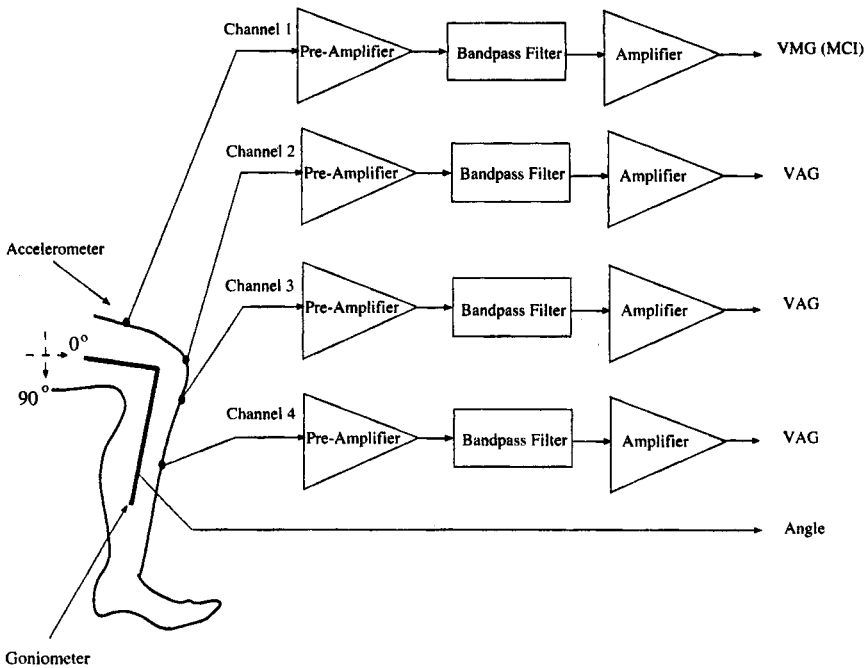 Channel 1
Pre-Amplifier
Bandpass Filter
Amplifier
VMG (MCI)
Channel 2
Pre-Amplifier
Bandpass Filter
Amplifier
VAG
Accelerometer
Channel 3
Pre-Amplifier
Bandpass Filter
Amplifier
VAG
0°
90°
Channel 4
Pre-Amplifier
Bandpass Filter
Amplifier
VAG
Angle
Goniometer